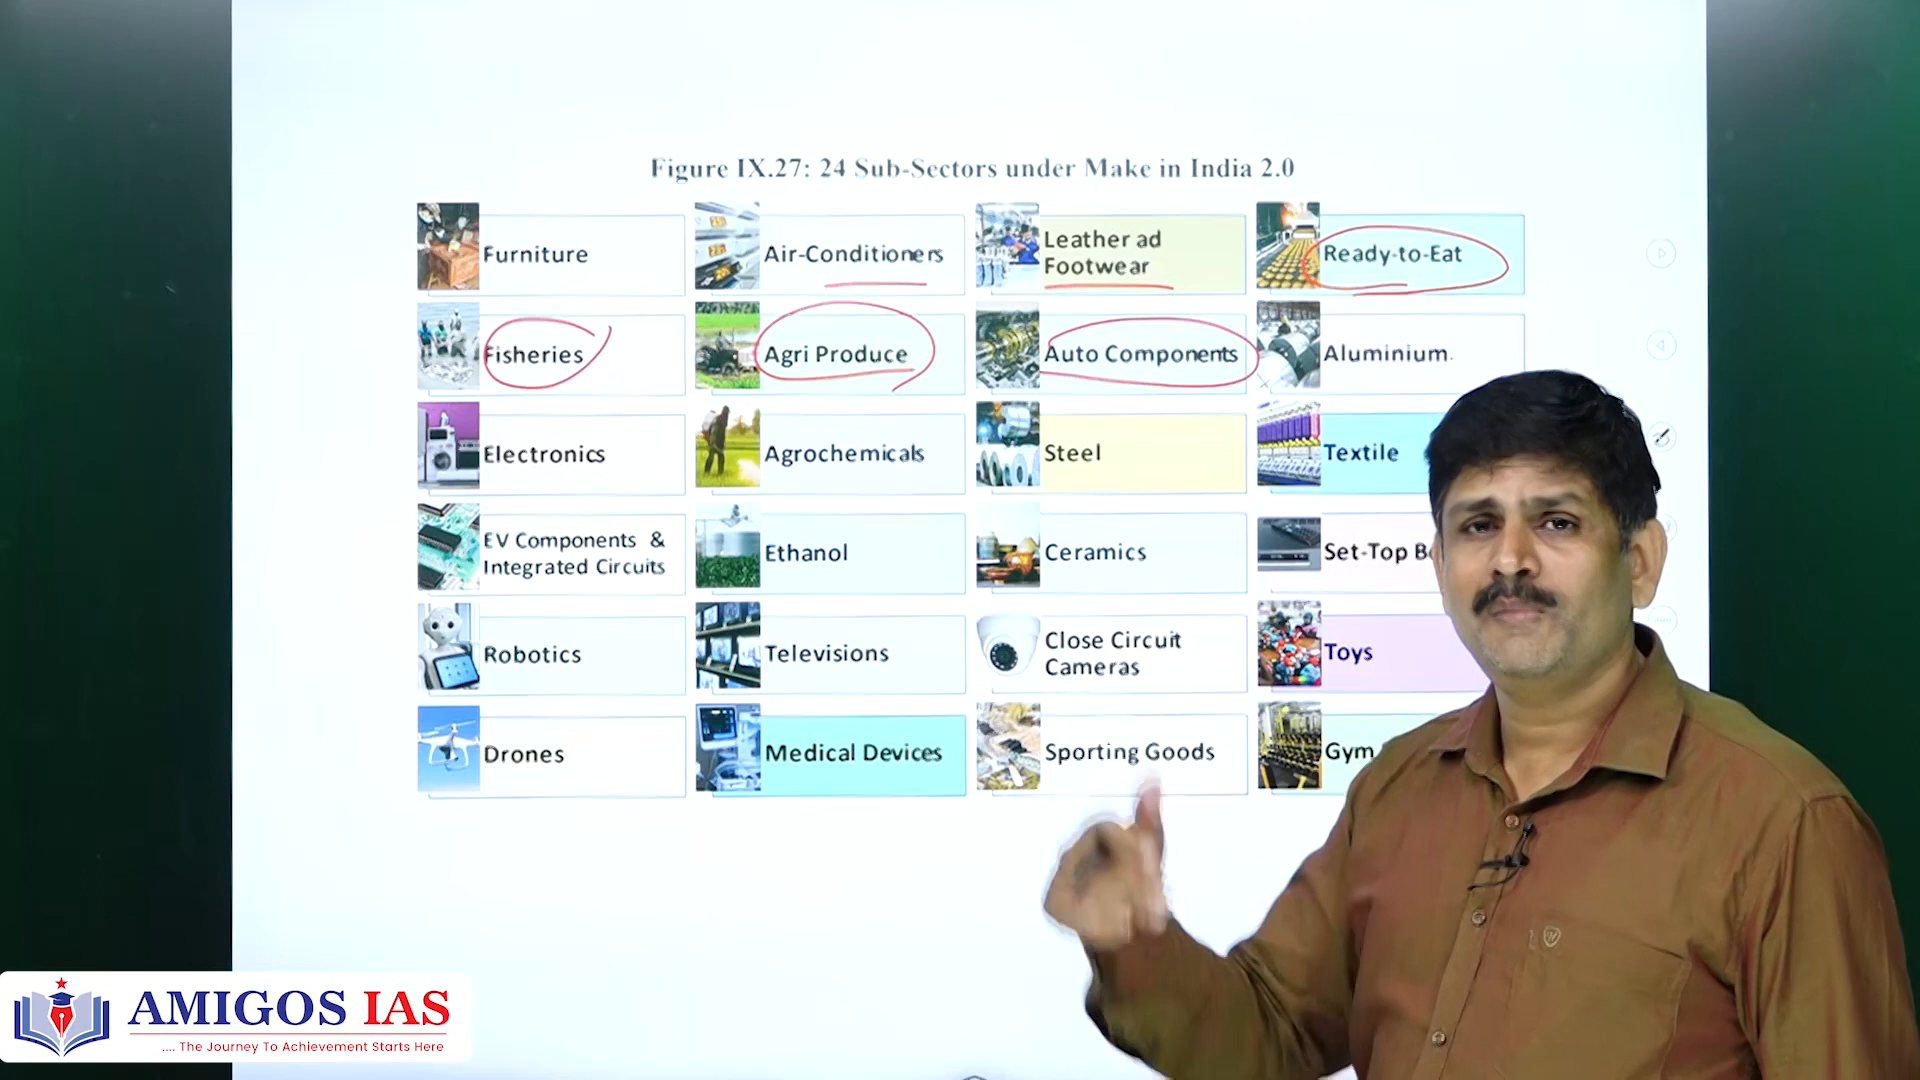 Figure IX.27: 24 Sub-Sectors under Make in India 2.0
Furniture
Air-Conditioners
Leather ad
Footwear
Ready-to-Eat
Fisheries
Agri Produce
Auto Components
Aluminium
Electronics
Agrochemicals
Steel
Textile
EV Components &
Integrated Circuits
Ethanol
Ceramics
Set-Top
Robotics
Televisions
Close Circuit
Cameras
Toys
Drones
Medical Devices
Sporting Goods
Gym
AMIGOS IAS
.... The Journey To Achievement Starts Here